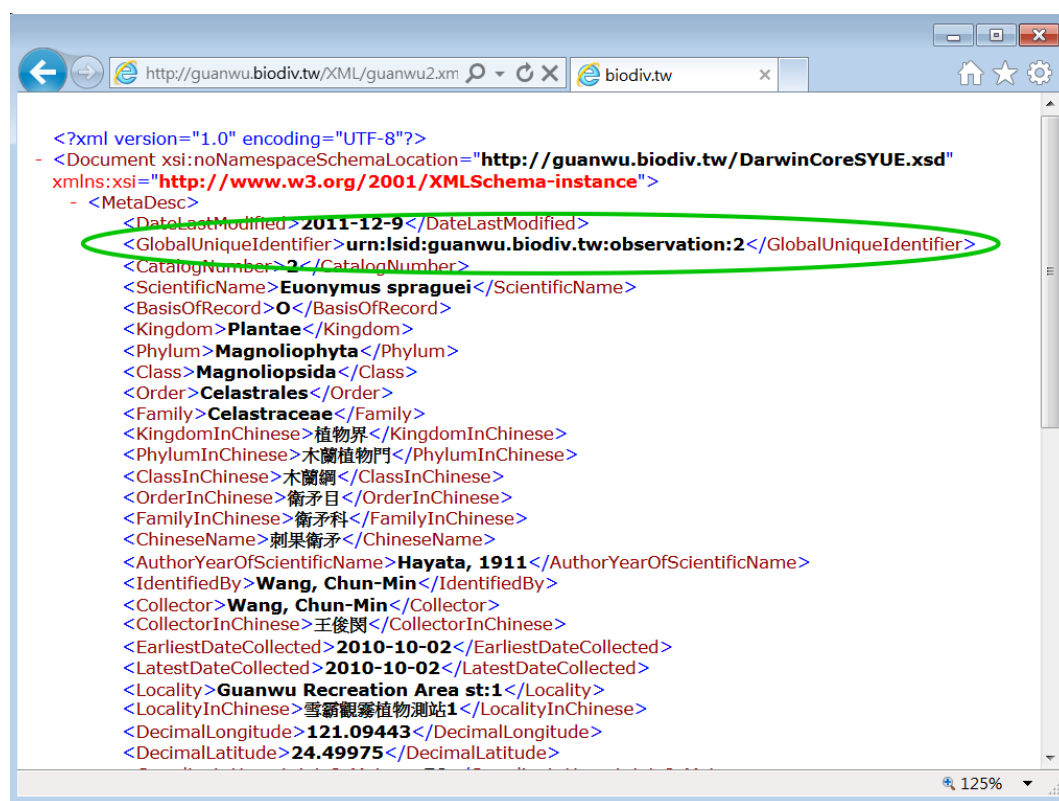 http://guanwu.biodiv.tw/XML/guanwu2.xm
biodiv.tw
<?xml version="1.0" encoding="UTF-8"?>
- <Document xsi:noNamespaceSchemaLocation="http://guanwu.biodiv.tw/DarwinCoreSYUE.xsd"
xmlns:xsi="http://www.w3.org/2001/XMLSchema-instance">
- <MetaDesc>
<DateLastModified>2011-12-9</DateLastModified>
<GlobalUniqueIdentifier>urn:lsid:guanwu.biodiv.tw:observation:2</GlobalUniqueIdentifier>
<CatalogNumber>2</CatalogNumber>
<ScientificName>Euonymus spraguei</ScientificName>
<BasisOfRecord>O</BasisOfRecord>
<Kingdom>Plantae</Kingdom>
<Phylum>Magnoliophyta</Phylum>
<Class>Magnoliopsida</Class>
<Order>Celastrales</Order>
<Family>Celastraceae</Family>
<KingdomInChinese>植物界</KingdomInChinese>
<PhylumInChinese>木蘭植物門</PhylumInChinese>
<ClassInChinese>木蘭綱</ClassInChinese>
<OrderInChinese>衛矛目</OrderInChinese>
<FamilyInChinese>衛矛科</FamilyInChinese>
<ChineseName>刺果衛矛</ChineseName>
<AuthorYearOfScientificName>Hayata, 1911</AuthorYearOfScientificName>
<IdentifiedBy>Wang, Chun-Min</IdentifiedBy>
<Collector>Wang, Chun-Min</Collector>
<CollectorInChinese>王俊閔</CollectorInChinese>
<EarliestDateCollected>2010-10-02</EarliestDateCollected>
<LatestDateCollected>2010-10-02</LatestDateCollected>
<Locality>Guanwu Recreation Area st:1</Locality>
<LocalityInChinese>雪霸觀霧植物測站1</LocalityInChinese>
<DecimalLongitude>121.09443</DecimalLongitude>
<DecimalLatitude>24.49975</DecimalLatitude>
125%